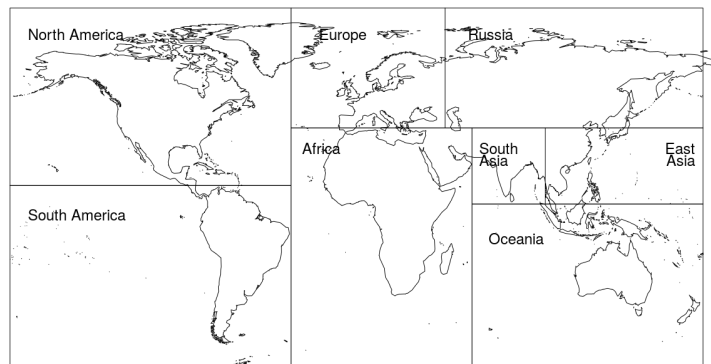 North America
Europe
Russia
Africa
South
Asia
East
Asia
South America
Oceania